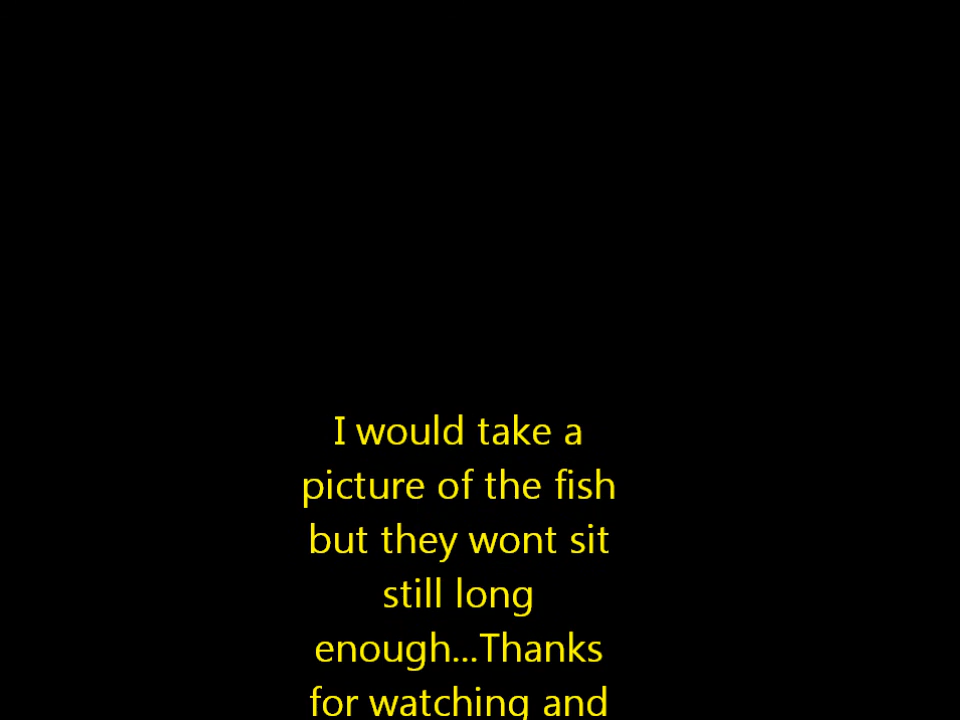 I would take a
picture of the fish
but they wont sit
still long
enough...Thanks
for watching and